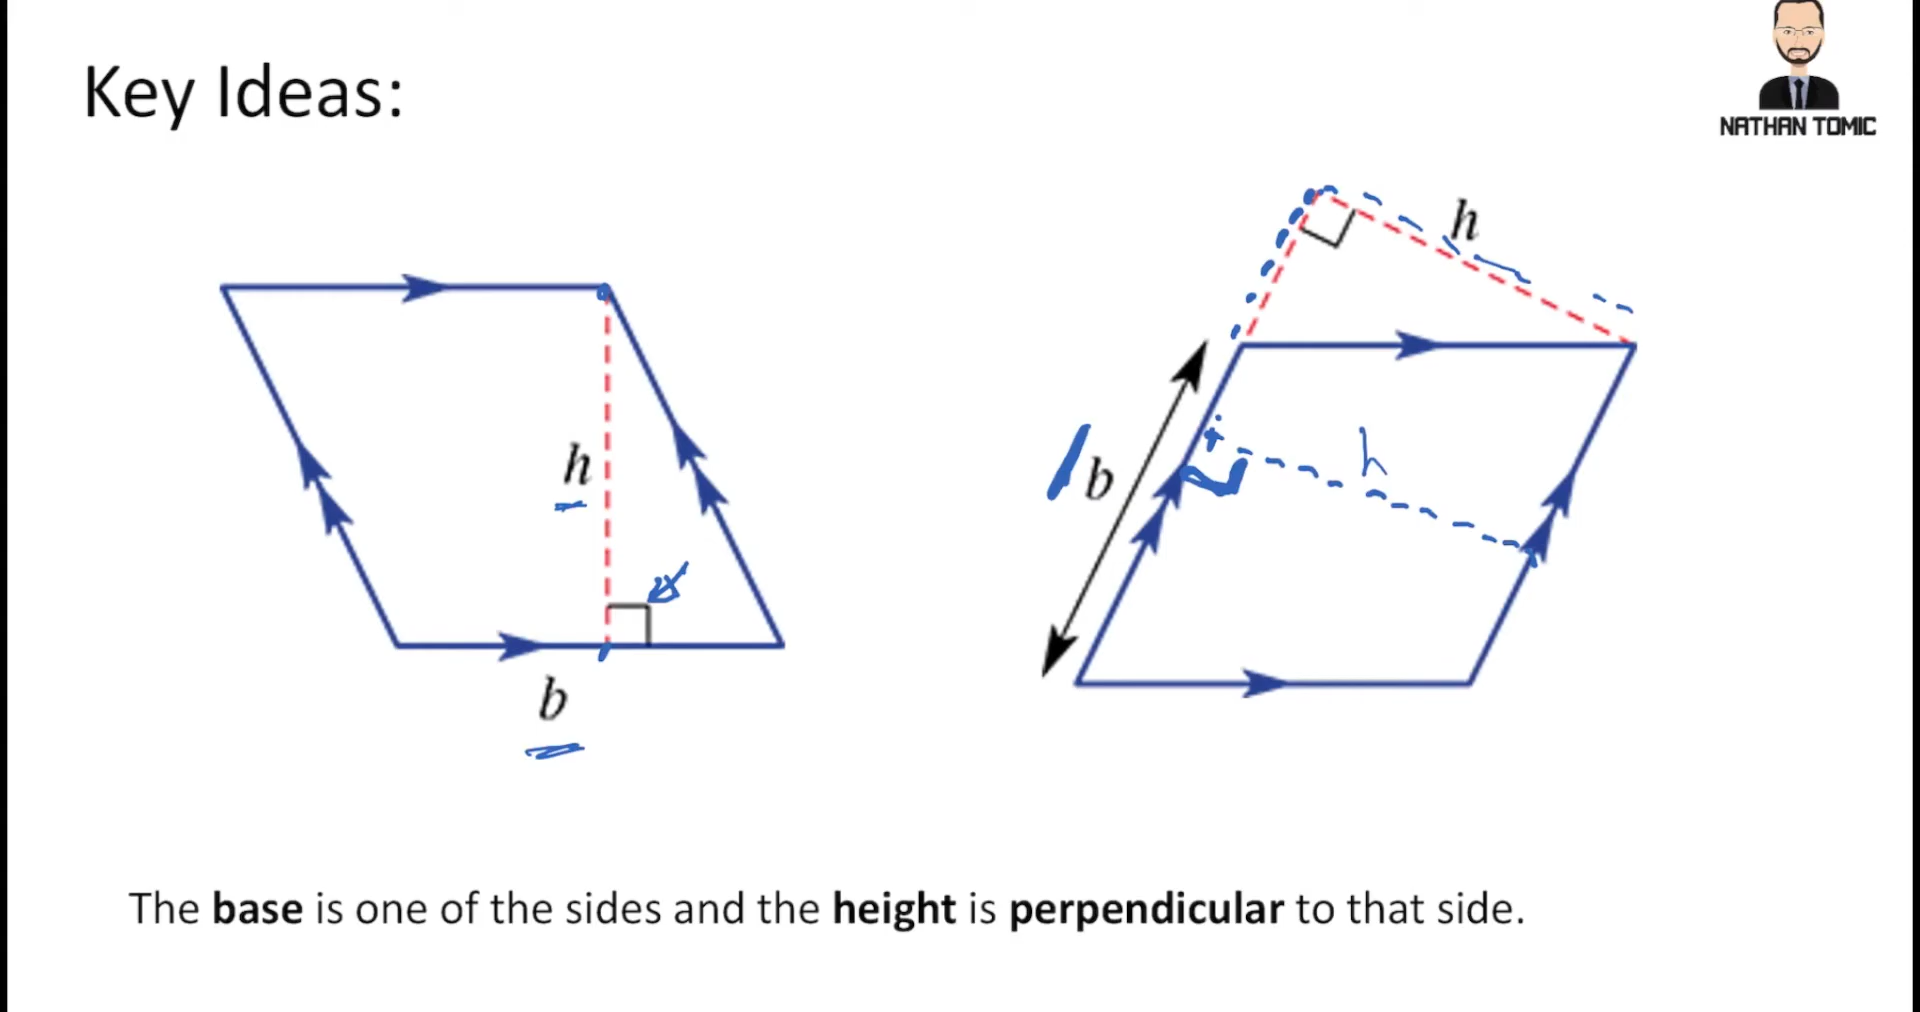 Key Ideas:
NATHAN TOMIC
h
b
h
b
h
The base is one of the sides and the height is perpendicular to that side.